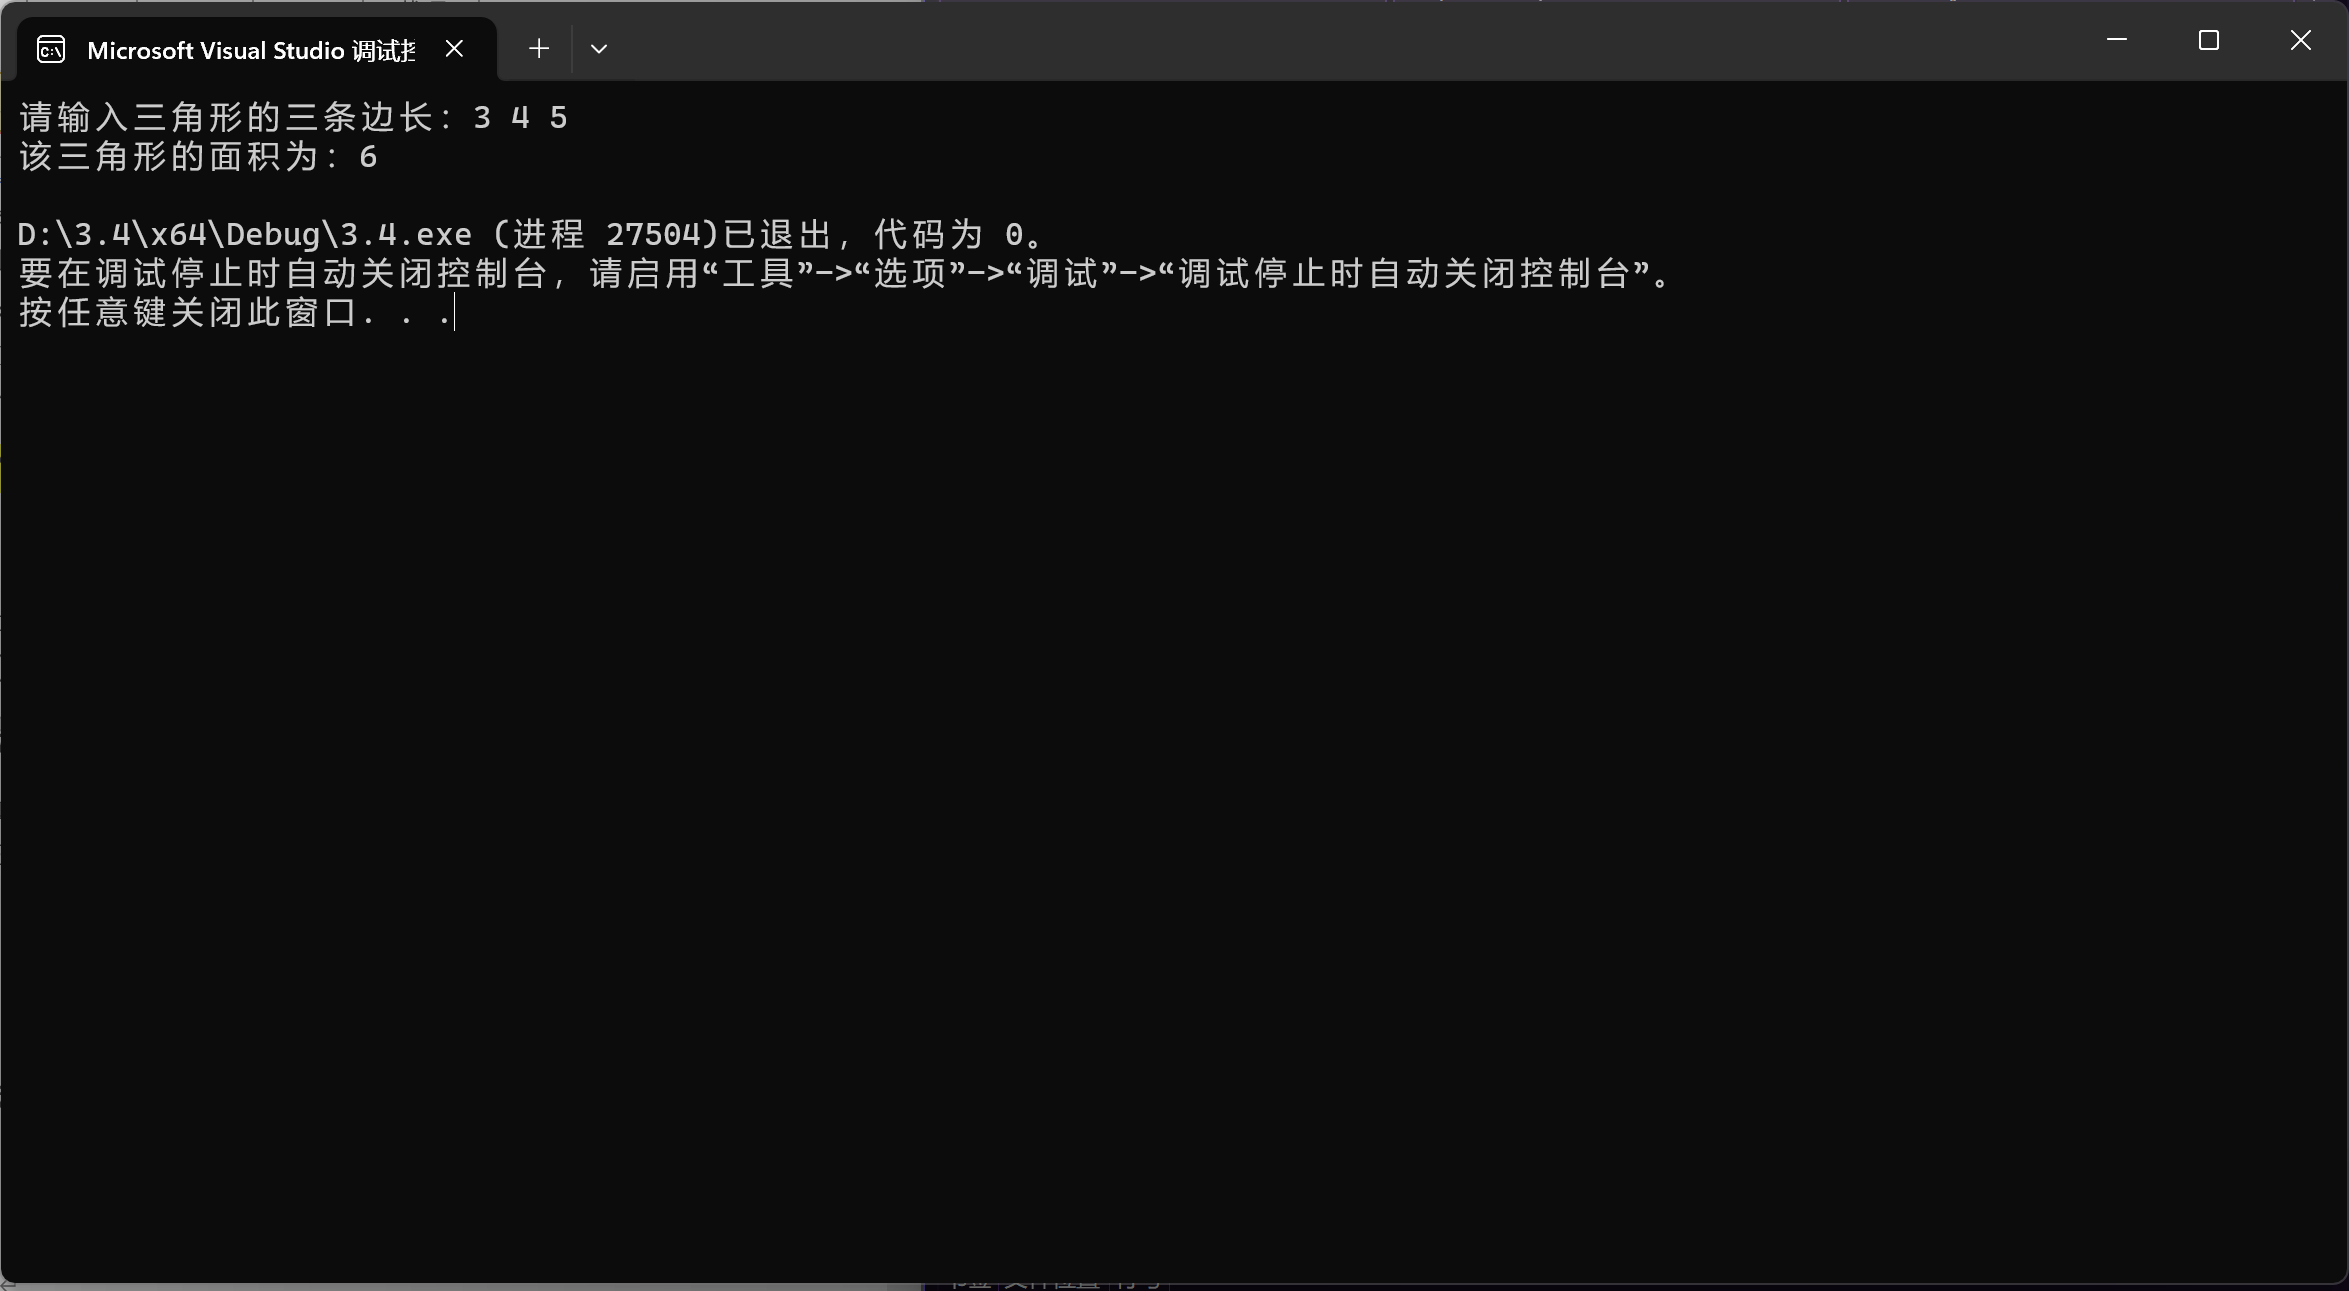 Microsoft Visual Studio 调试
请输入三角形的三条边长：3 4 5
该三角形的面积为：6
D:\3.4\x64\Debug\3.4.exe (进程 27504)已退出，代码为 0。
要在调试停止时自动关闭控制台，请启用“工具”->“选项”->“调试”->“调试停止时自动关闭控制台”。
按任意键关闭此窗口. . .